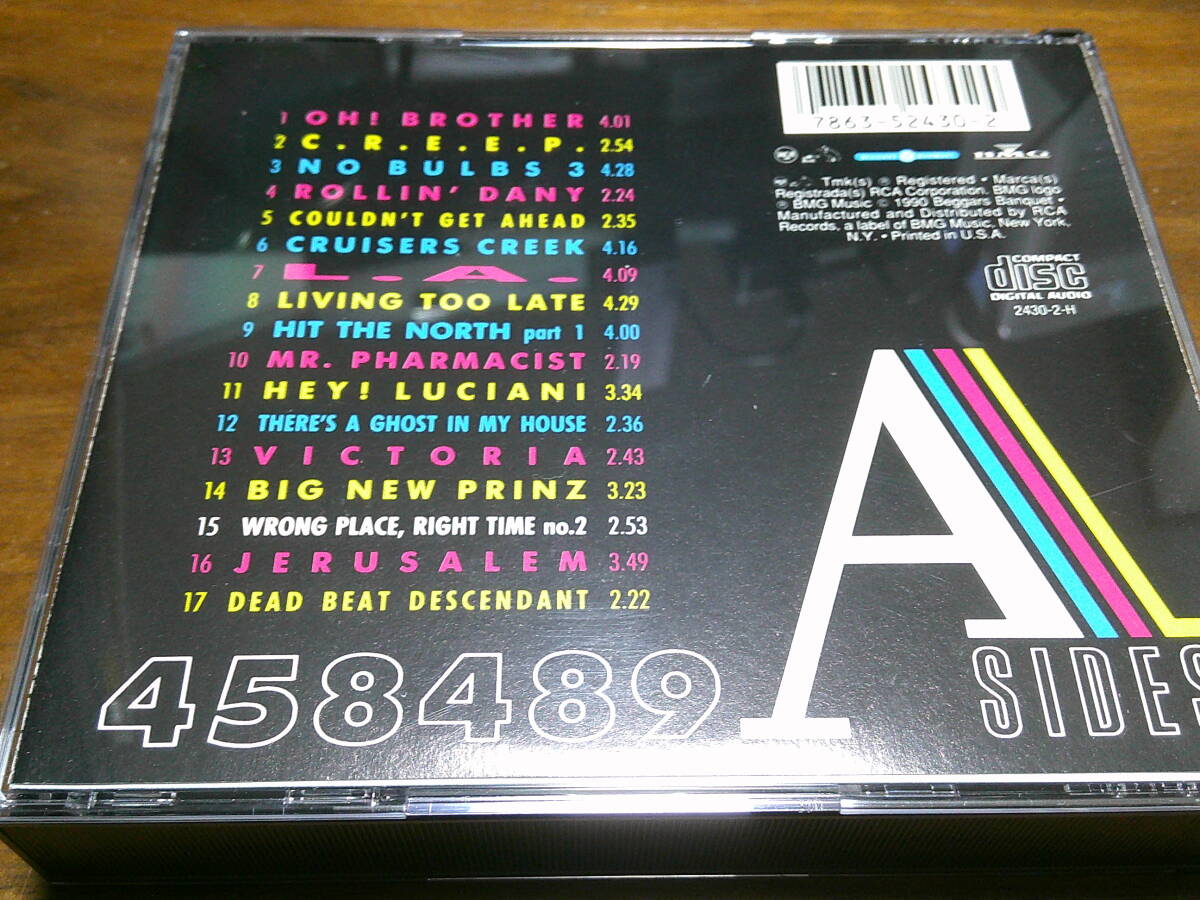 1 OH! BROTHER 4.01
2 C.R.E.E.P. 2.54
3 NO BULBS 3 4.28
4 ROLLIN' DANY 2.24
5 COULDN'T GET AHEAD 2.35
6 CRUISERS CREEK 4.16
7 L.A. 4.09
8 LIVING TOO LATE 4.29
9 HIT THE NORTH part 1 4.00
10 MR. PHARMACIST 2.19
11 HEY! LUCIANI 3.34
12 THERE'S A GHOST IN MY HOUSE 2.36
13 VICTORIA 2.43
14 BIG NEW PRINZ 3.23
15 WRONG PLACE, RIGHT TIME no.2 2.53
16 JERUSALEM 3.49
17 DEAD BEAT DESCENDANT 2.22
458489
7863-52430-2
BMG
Tmk(s) ® Registered • Marca(s)
Registrada(s) RCA Corporation. BMG logo
® BMG Music © 1990 Beggars Banquet •
Manufactured and Distributed by RCA
Records, a label of BMG Music, New York,
N.Y. • Printed in U.S.A.
COMPACT
disc
DIGITAL AUDIO
2430-2-H
A
SIDES